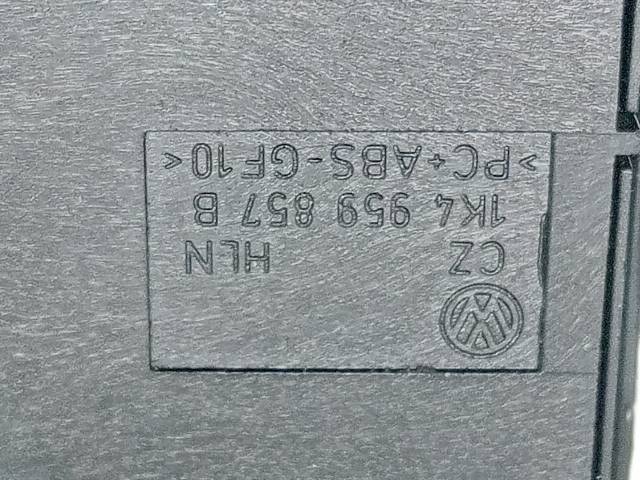 CZ HLN
1K4 959 857 B
>PC+ABS-GF10<